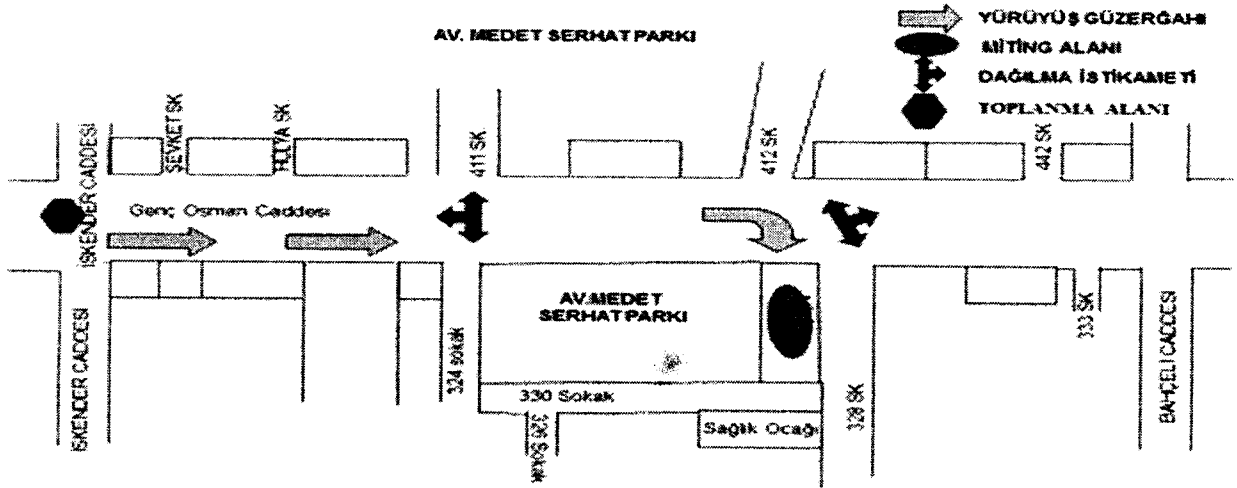 AV. MEDET SERHAT PARKI
YÜRÜYÜŞ GÜZERĞAHI
MİTİNG ALANI
DAĞILMA İSTİKAMETİ
TOPLANMA ALANI
İSKENDER CADDESİ
ŞEVKET SK
HÜLYA SK
411 SK
412 SK
442 SK
Genç Osman Caddesi
AV.MEDET
SERHAT PARKI
İSKENDER CADDESİ
324 sokak
330 Sokak
326 Sokak
Sağlık Ocağı
328 SK
333 SK
BAHÇELİ CADDESİ